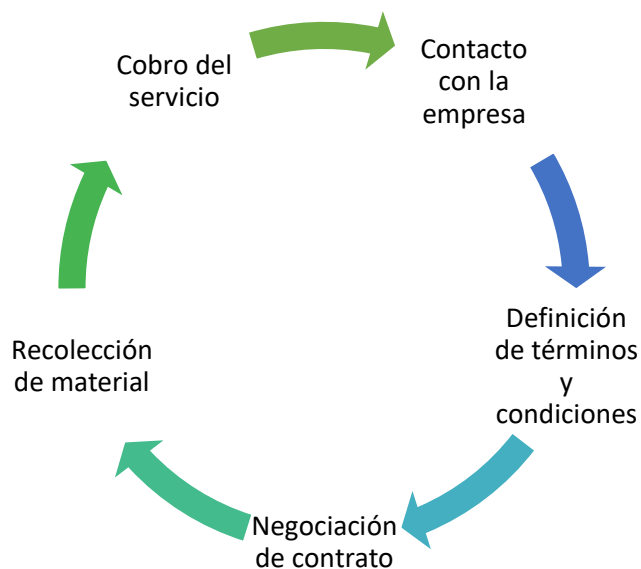 Contacto
con la
empresa
Definición
de términos
y
condiciones
Negociación
de contrato
Recolección
de material
Cobro del
servicio